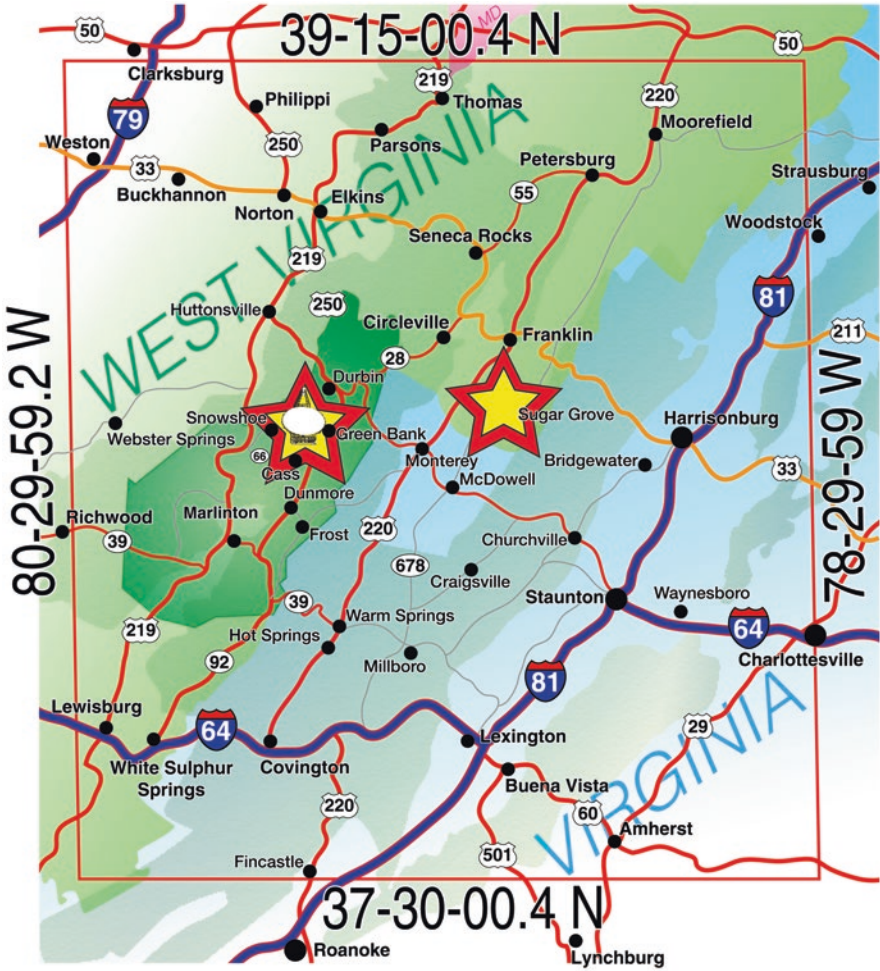 MD
50
39-15-00.4 N
50
Clarksburg
219
Thomas
220
79
Philippi
Moorefield
250
Parsons
Weston
33
Petersburg
Strausburg
Buckhannon
55
Norton
Elkins
WEST VIRGINIA
Woodstock
Seneca Rocks
219
81
250
Huttonsville
Circleville
Franklin
211
28
80-29-59.2 W
78-29-59 W
Durbin
Snowshoe
Sugar Grove
Harrisonburg
Webster Springs
Green Bank
66
Cass
Monterey
Bridgewater
33
McDowell
Dunmore
Richwood
Marlinton
39
Frost
220
Churchville
678
Craigsville
39
Staunton
Waynesboro
Warm Springs
219
64
Hot Springs
92
Millboro
Charlottesville
81
Lewisburg
64
29
Lexington
White Sulphur
Springs
Covington
Buena Vista
VIRGINIA
220
60
Amherst
501
Fincastle
37-30-00.4 N
Roanoke
Lynchburg